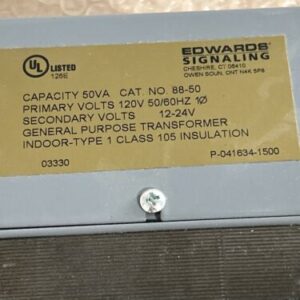 UL LISTED
126E
EDWARDS
SIGNALING
CHESHIRE, CT 06410
OWEN SOUN, ONT N4K 5P8
CAPACITY 50VA CAT. NO. 88-50
PRIMARY VOLTS 120V 50/60HZ 1Ø
SECONDARY VOLTS 12-24V
GENERAL PURPOSE TRANSFORMER
INDOOR-TYPE 1 CLASS 105 INSULATION
03330 P-041634-1500